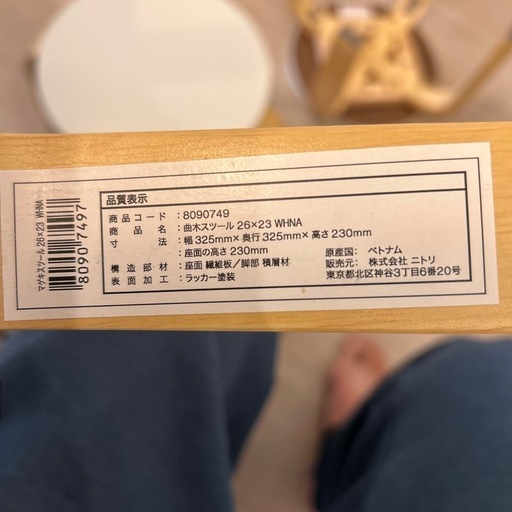 品質表示
商品コード：8090749
商品名：曲木スツール 26×23 WHNA
寸法：幅 325mm× 奥行 325mm× 高さ 230mm
：座面の高さ 230mm
構造部材：座面 繊維板／脚部 積層材
表面加工：ラッカー塗装
原産国：ベトナム
販売元：株式会社 ニトリ
東京都北区神谷3丁目6番20号
マゲキスツール 26×23 WHNA
8090 7497